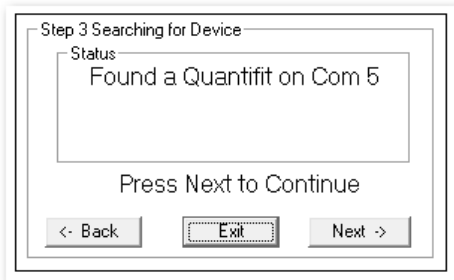 Step 3 Searching for Device
Status
Found a Quantifit on Com 5
Press Next to Continue
<- Back
Exit
Next ->